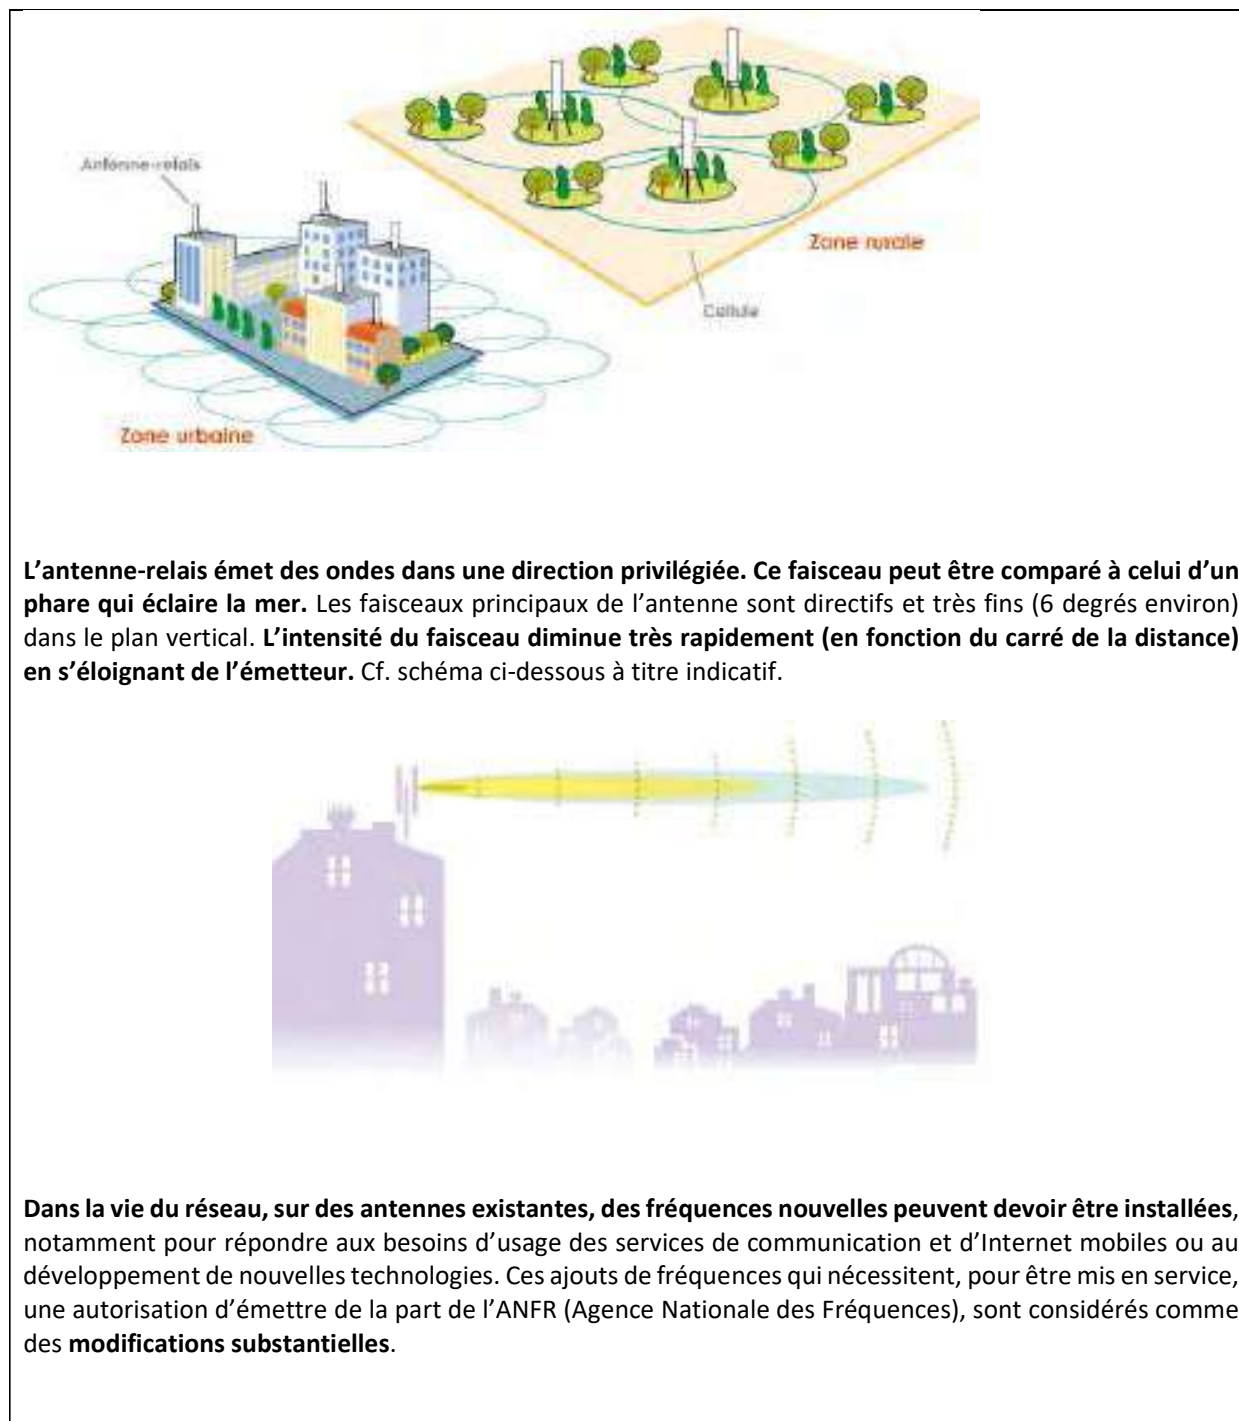 Antenne-relais
Zone rurale
Cellule
Zone urbaine
L’antenne-relais émet des ondes dans une direction privilégiée. Ce faisceau peut être comparé à celui d’un
phare qui éclaire la mer. Les faisceaux principaux de l’antenne sont directifs et très fins (6 degrés environ)
dans le plan vertical. L’intensité du faisceau diminue très rapidement (en fonction du carré de la distance)
en s’éloignant de l’émetteur. Cf. schéma ci-dessous à titre indicatif.
Dans la vie du réseau, sur des antennes existantes, des fréquences nouvelles peuvent devoir être installées,
notamment pour répondre aux besoins d’usage des services de communication et d’Internet mobiles ou au
développement de nouvelles technologies. Ces ajouts de fréquences qui nécessitent, pour être mis en service,
une autorisation d’émettre de la part de l’ANFR (Agence Nationale des Fréquences), sont considérés comme
des modifications substantielles.